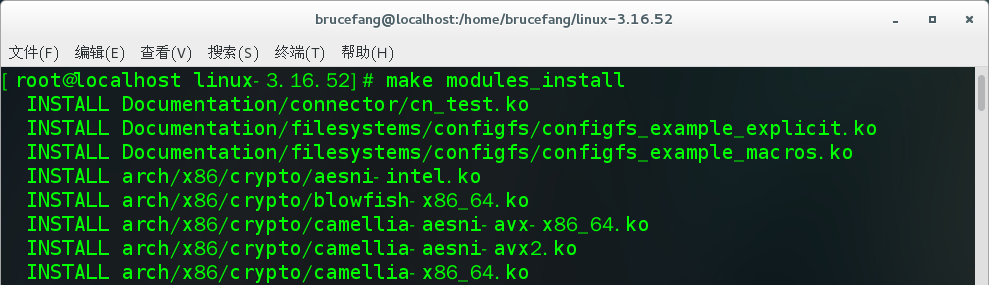 brucefang@localhost:/home/brucefang/linux-3.16.52
文件(F) 编辑(E) 查看(V) 搜索(S) 终端(T) 帮助(H)
[root@localhost linux-3.16.52]# make modules_install
INSTALL Documentation/connector/cn_test.ko
INSTALL Documentation/filesystems/configfs/configfs_example_explicit.ko
INSTALL Documentation/filesystems/configfs/configfs_example_macros.ko
INSTALL arch/x86/crypto/aesni-intel.ko
INSTALL arch/x86/crypto/blowfish-x86_64.ko
INSTALL arch/x86/crypto/camellia-aesni-avx-x86_64.ko
INSTALL arch/x86/crypto/camellia-aesni-avx2.ko
INSTALL arch/x86/crypto/camellia-x86_64.ko